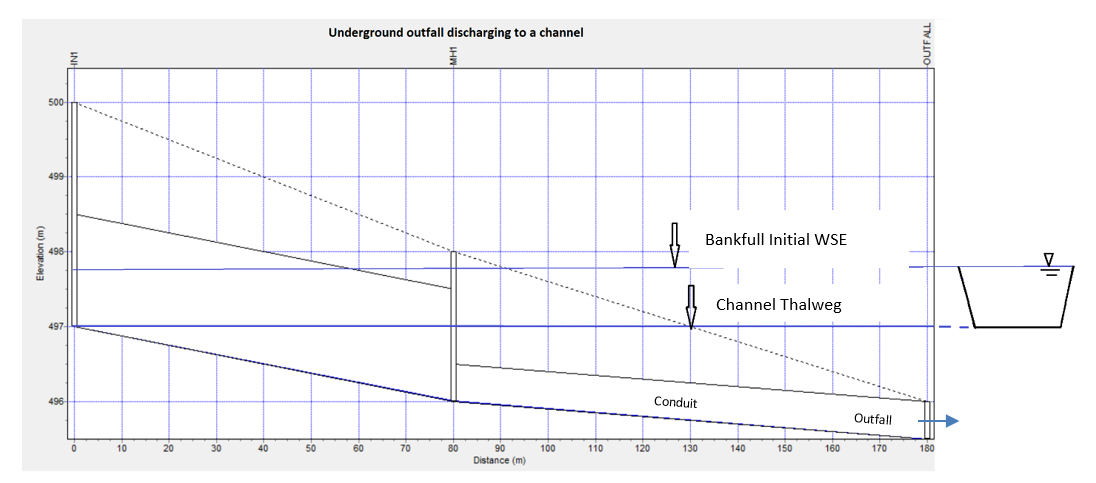 Underground outfall discharging to a channel
IN1
MH1
OUTFALL
500
499
498
497
496
Elevation (m)
Bankfull Initial WSE
Channel Thalweg
Conduit
Outfall
0 10 20 30 40 50 60 70 80 90 100 110 120 130 140 150 160 170 180
Distance (m)